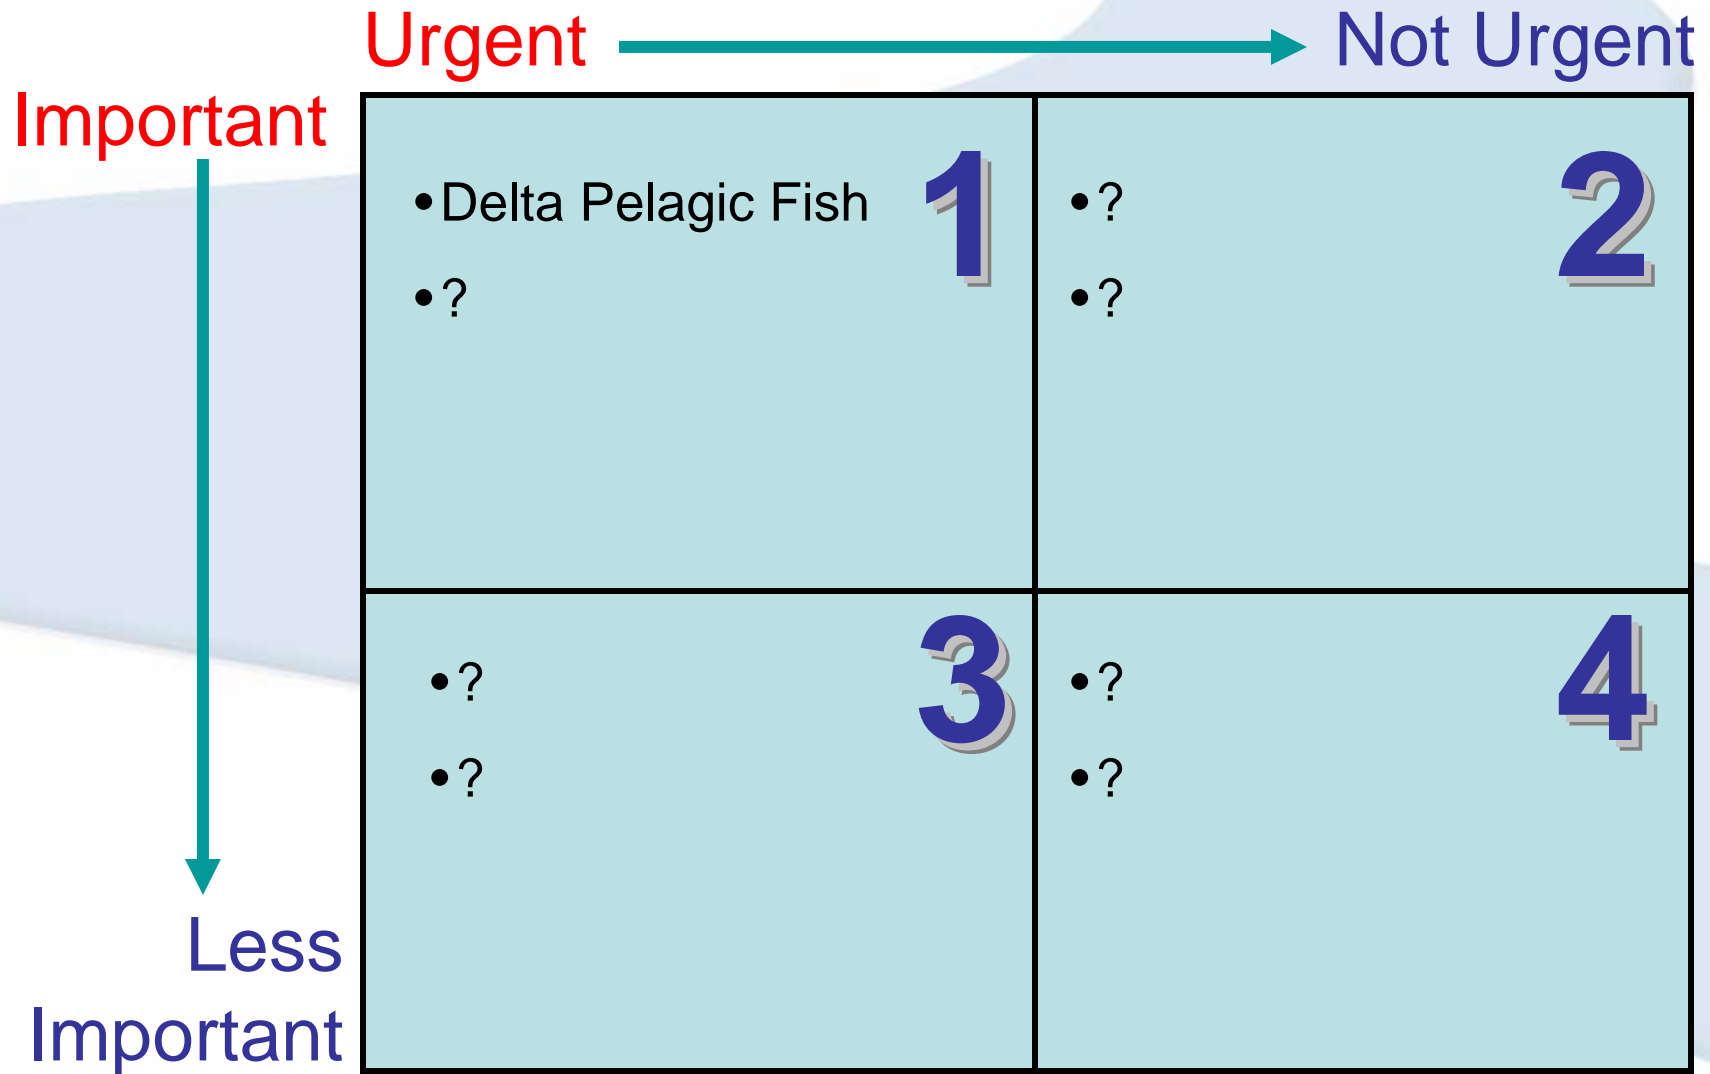 Urgent Not Urgent
Important
•Delta Pelagic Fish 1
•?
•? 2
•?
•? 3
•?
•? 4
•?
Less
Important